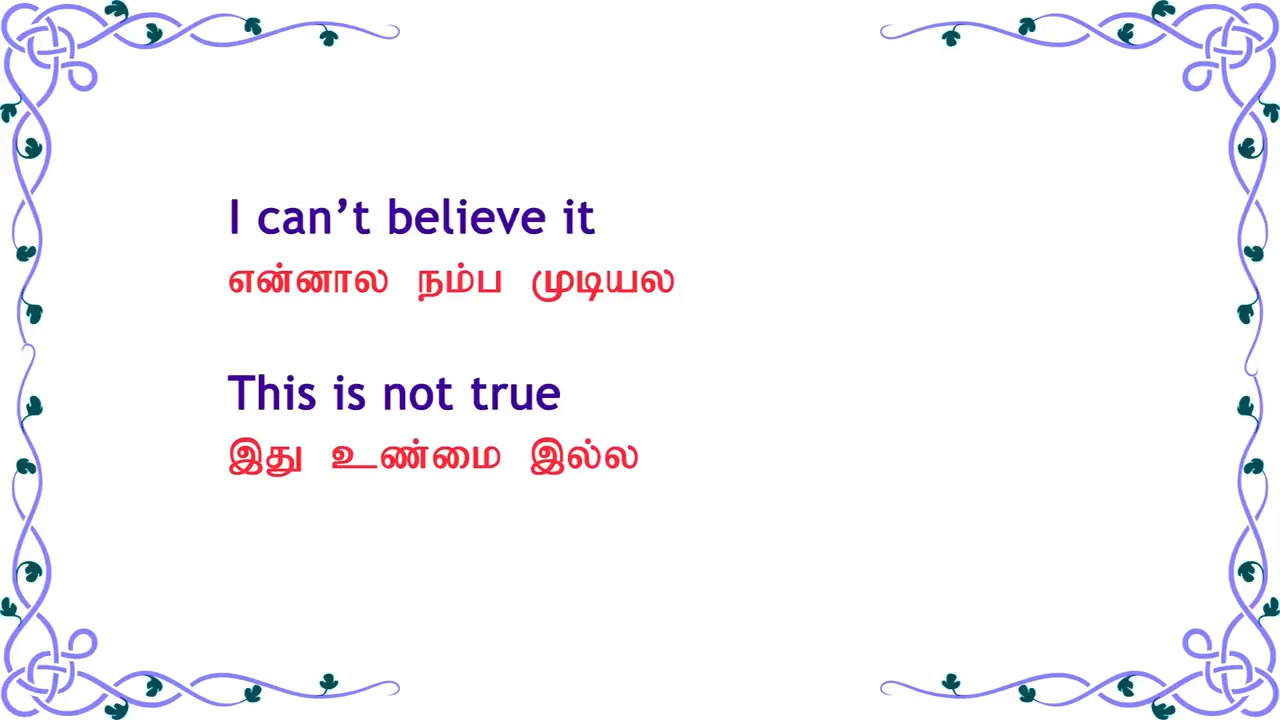 I can’t believe it
என்னால நம்ப முடியல
This is not true
இது உண்மை இல்ல